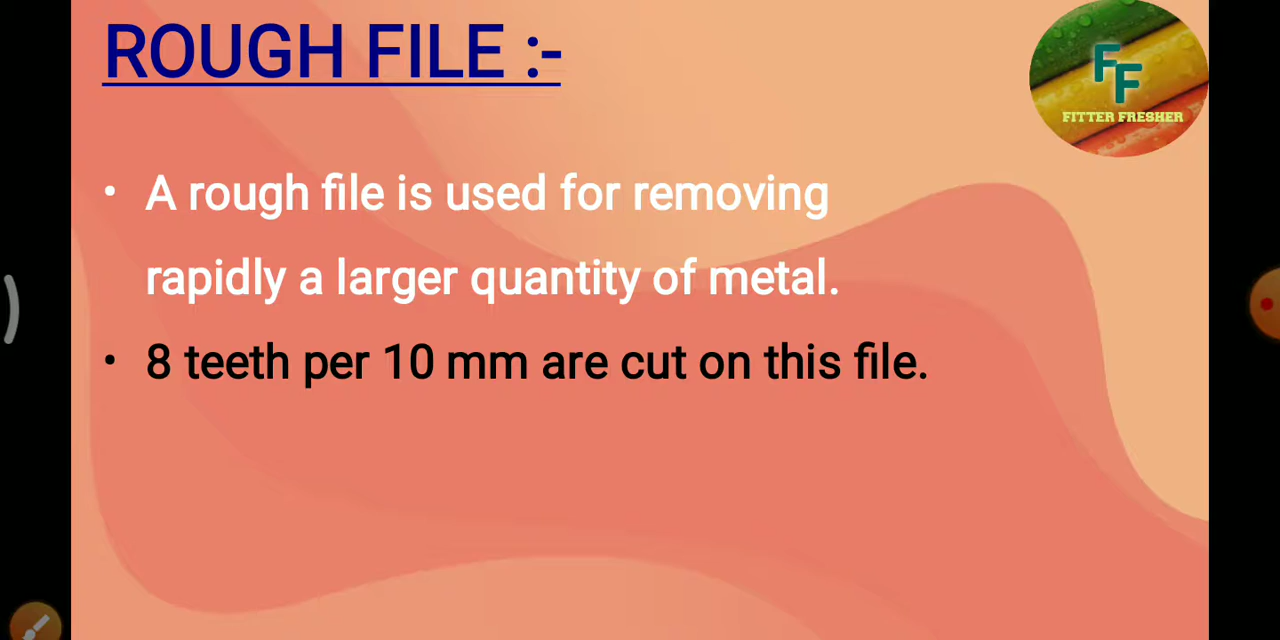 ROUGH FILE :-
FF
FITTER FRESHER
• A rough file is used for removing
rapidly a larger quantity of metal.
• 8 teeth per 10 mm are cut on this file.